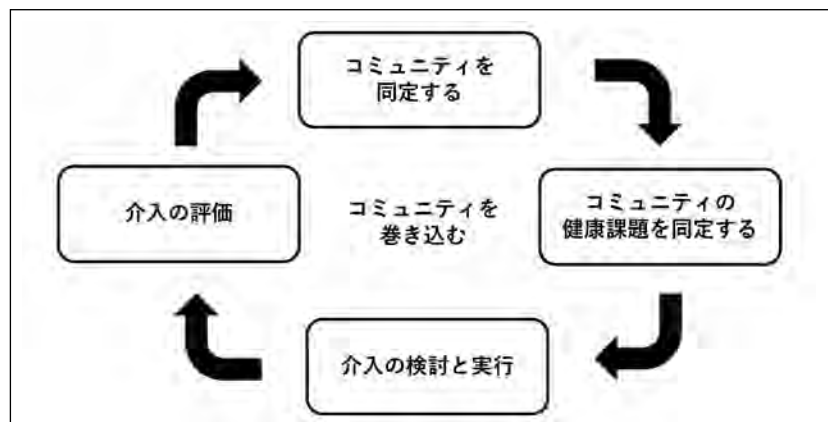 コミュニティを
同定する
介入の評価
コミュニティを
巻き込む
コミュニティの
健康課題を同定する
介入の検討と実行